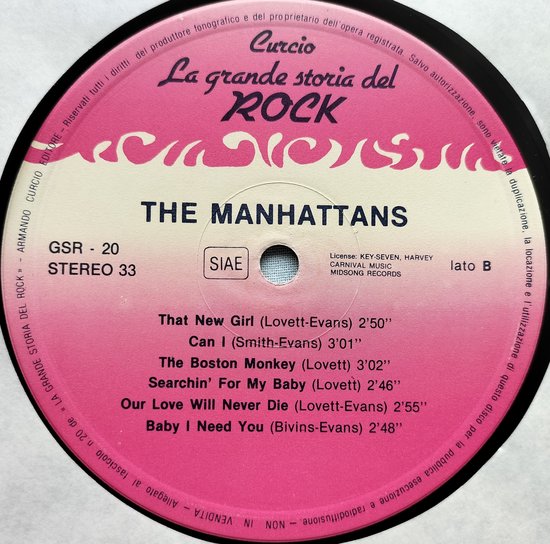 Curcio
La grande storia del
ROCK
THE MANHATTANS
GSR - 20
STEREO 33
SIAE
License: KEY-SEVEN, HARVEY
CARNIVAL MUSIC
MIDSONG RECORDS
lato B
That New Girl (Lovett-Evans) 2'50''
Can I (Smith-Evans) 3'01''
The Boston Monkey (Lovett) 3'02''
Searchin' For My Baby (Lovett) 2'46''
Our Love Will Never Die (Lovett-Evans) 2'55''
Baby I Need You (Bivins-Evans) 2'48''
Allegato al fascicolo n 20 de «LA GRANDE STORIA DEL ROCK» - ARMANDO CURCIO EDITORE - Riservati tutti i diritti del produttore fonografico e del proprietario dell'opera registrata. Salvo autorizzazione, sono vietate la duplicazione, la locazione e l'utilizzazione di questo disco per la pubblica esecuzione e radiodiffusione. - NON IN VENDITA -